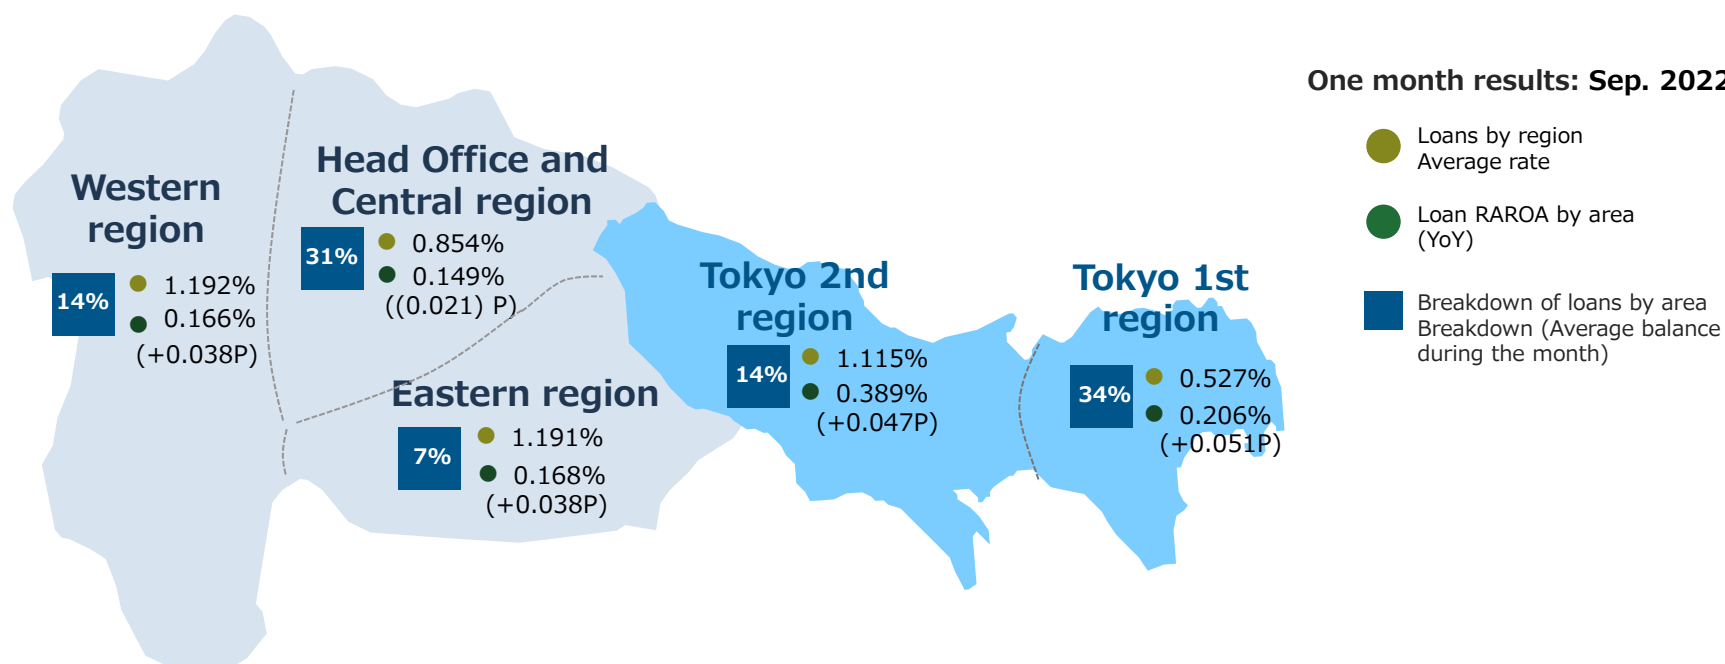 One month results: Sep. 2022
Loans by region
Average rate
Loan RAROA by area
(YoY)
Breakdown of loans by area
Breakdown (Average balance
during the month)
Western
region
14%
1.192%
0.166%
(+0.038P)
Head Office and
Central region
31%
0.854%
0.149%
((0.021) P)
Eastern region
7%
1.191%
0.168%
(+0.038P)
Tokyo 2nd
region
14%
1.115%
0.389%
(+0.047P)
Tokyo 1st
region
34%
0.527%
0.206%
(+0.051P)